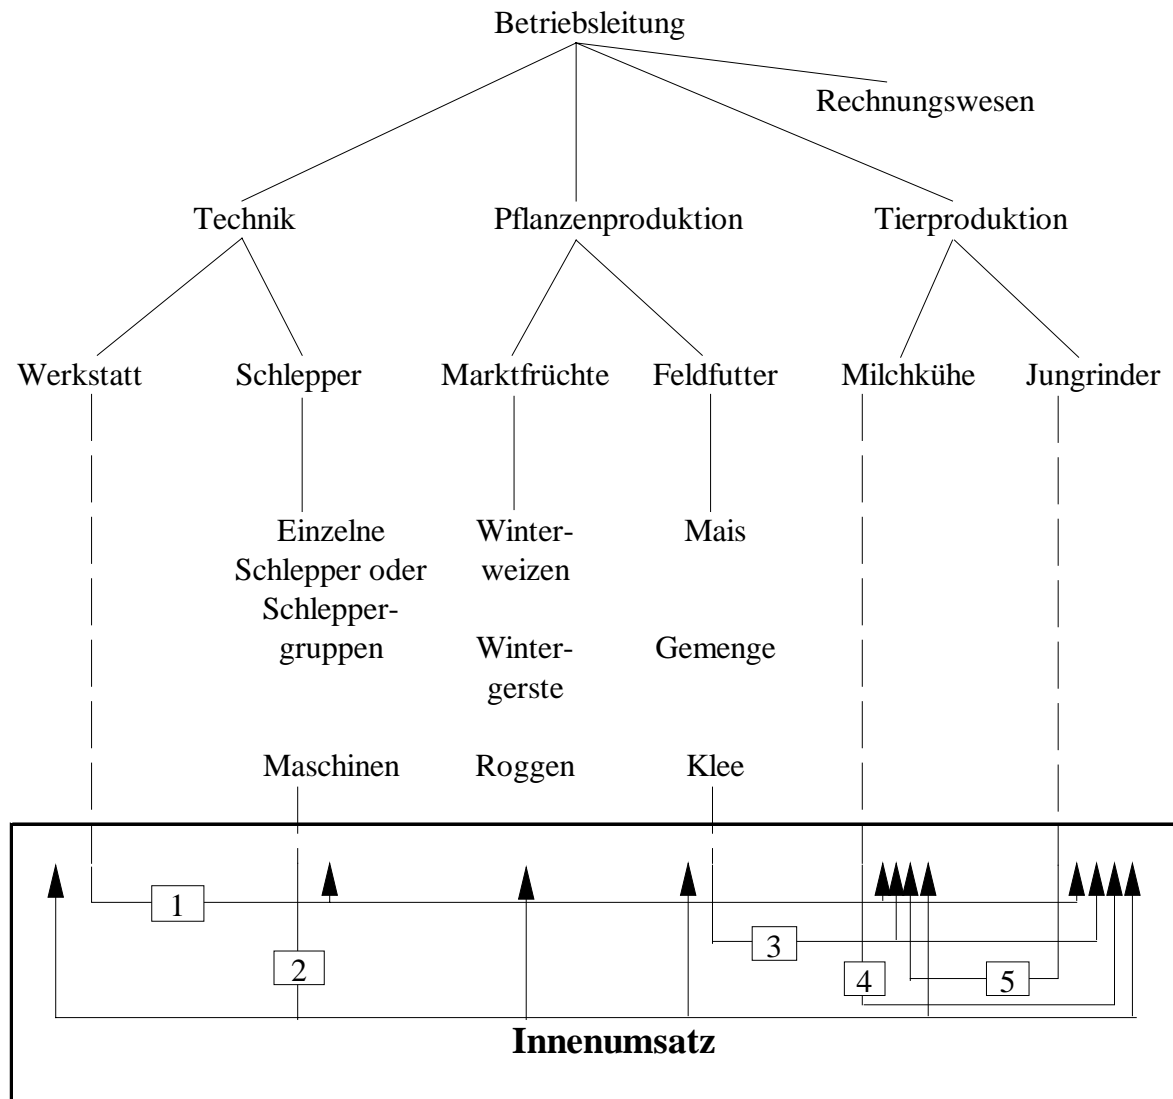 Betriebsleitung
Rechnungswesen
Technik
Pflanzenproduktion
Tierproduktion
Werkstatt
Schlepper
Marktfrüchte
Feldfutter
Milchkühe
Jungrinder
Einzelne
Schlepper oder
Schlepper-
gruppen
Winter-
weizen
Mais
Winter-
gerste
Gemenge
Maschinen
Roggen
Klee
1
2
3
4
5
Innenumsatz